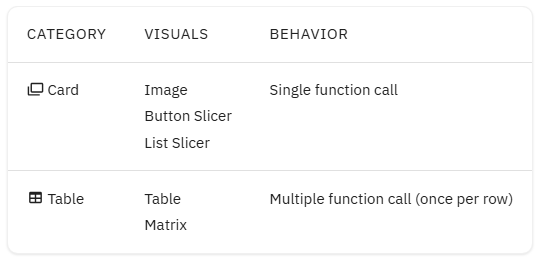 CATEGORY VISUALS BEHAVIOR
Card Image Single function call
Button Slicer
List Slicer
Table Table Multiple function call (once per row)
Matrix